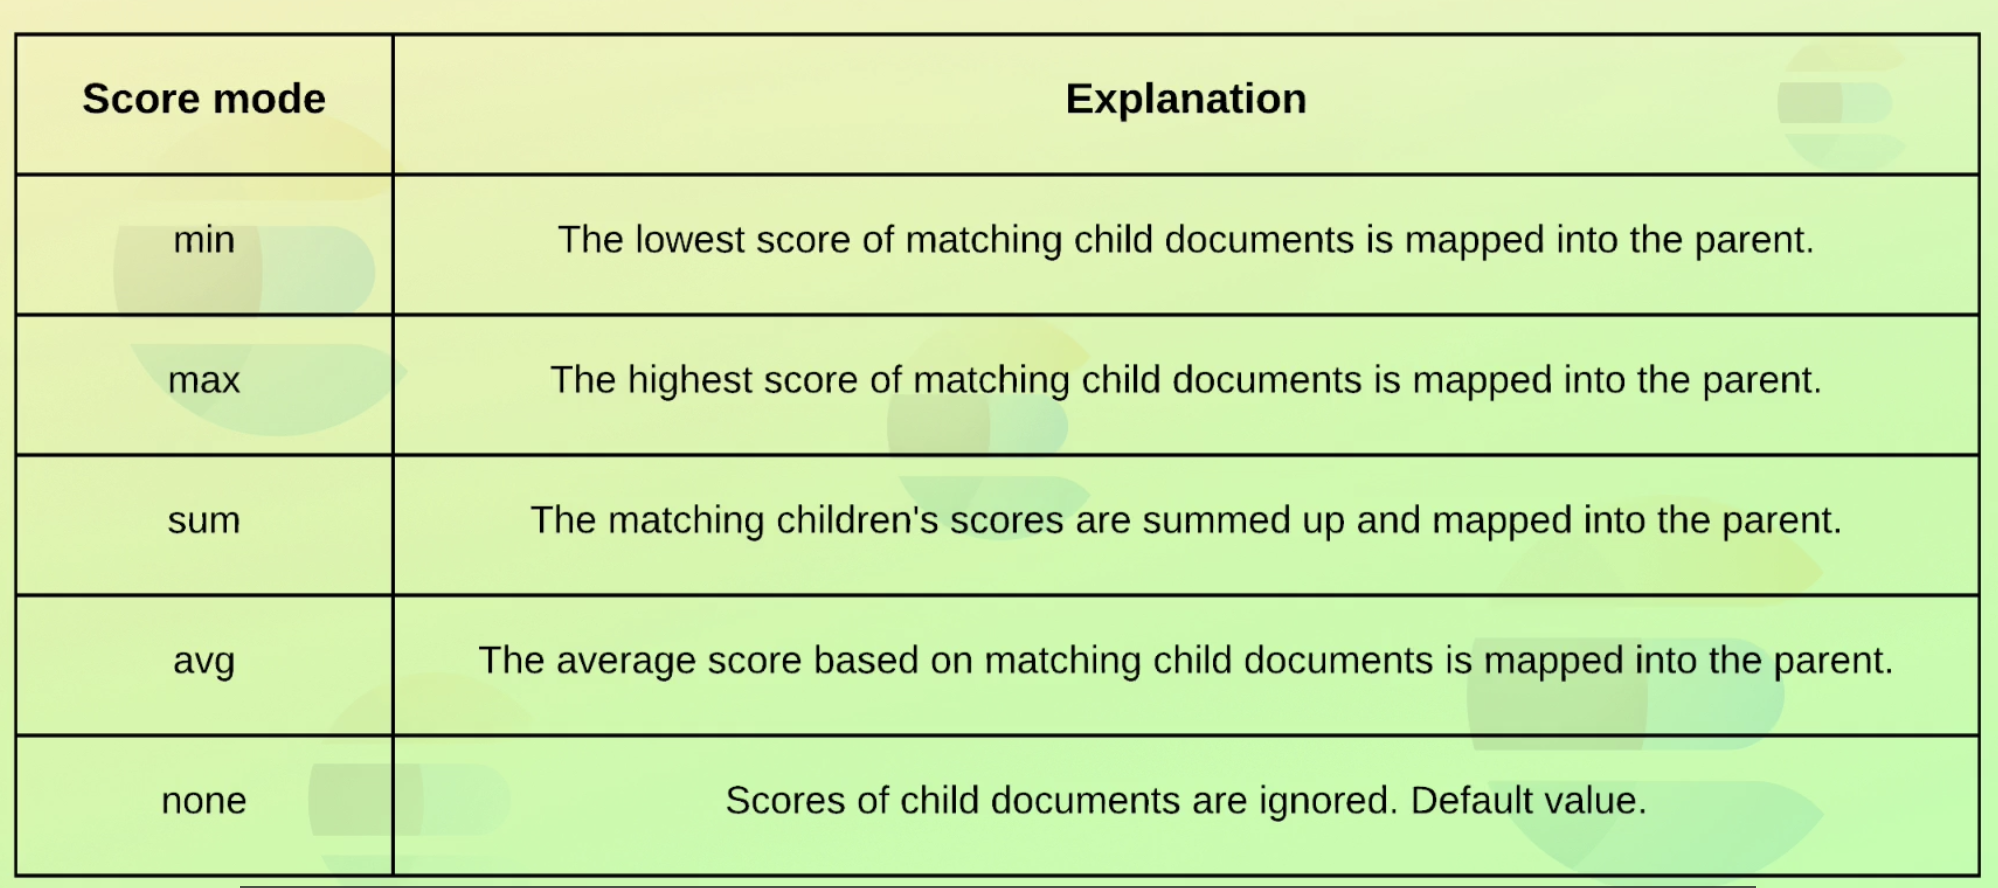 Score mode Explanation
min The lowest score of matching child documents is mapped into the parent.
max The highest score of matching child documents is mapped into the parent.
sum The matching children's scores are summed up and mapped into the parent.
avg The average score based on matching child documents is mapped into the parent.
none Scores of child documents are ignored. Default value.